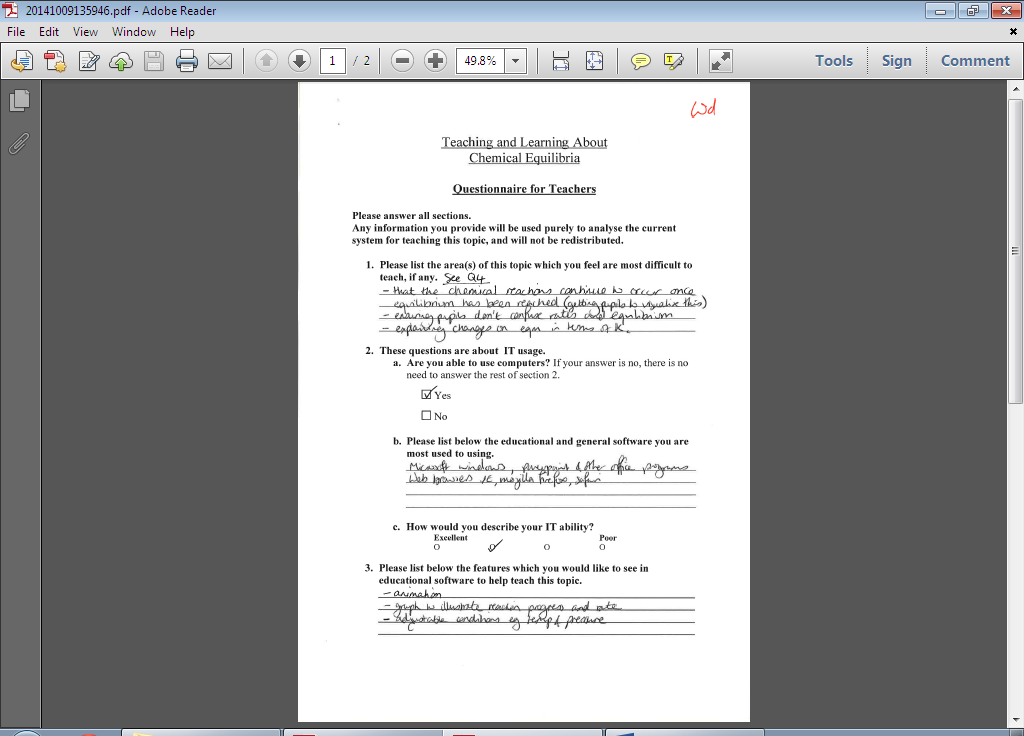 20141009135946.pdf - Adobe Reader
File Edit View Window Help
1 / 2 49.8% Tools Sign Comment
Wd
Teaching and Learning About
Chemical Equilibria
Questionnaire for Teachers
Please answer all sections.
Any information you provide will be used purely to analyse the current
system for teaching this topic, and will not be redistributed.
1. Please list the area(s) of this topic which you feel are most difficult to
teach, if any. See Q4
- that the chemical reactions continue to occur once
equilibrium has been reached (getting pupils to visualise this)
- ensuring pupils don't confuse rates and equilibrium
- explaining changes on eqm in terms of K.
2. These questions are about IT usage.
a. Are you able to use computers? If your answer is no, there is no
need to answer the rest of section 2.
Yes
No
b. Please list below the educational and general software you are
most used to using.
Microsoft windows, powerpoint & other office programs
Web browsers IE, mozilla firefox, safari
c. How would you describe your IT ability?
Excellent Poor
3. Please list below the features which you would like to see in
educational software to help teach this topic.
- animation
- graph to illustrate reaction progress and rate
- adjustable conditions eg temp & pressure